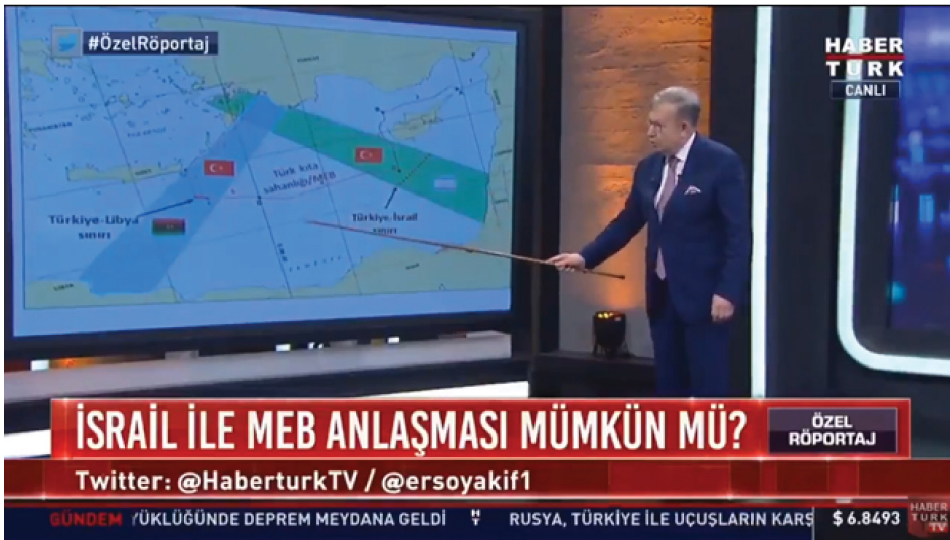 #ÖzelRöportaj
HABER
TÜRK
CANLI
Türk kıta
sahanlığı/MEB
Türkiye-Libya
sınırı
Türkiye-İsrail
sınırı
İSRAİL İLE MEB ANLAŞMASI MÜMKÜN MÜ?
ÖZEL
RÖPORTAJ
Twitter: @HaberturkTV / @ersoyakif1
GÜNDEM YÜKLÜĞÜNDE DEPREM MEYDANA GELDİ
RUSYA, TÜRKİYE İLE UÇUŞLARIN KARŞ
$ 6.8493
HABER
TURK
TV